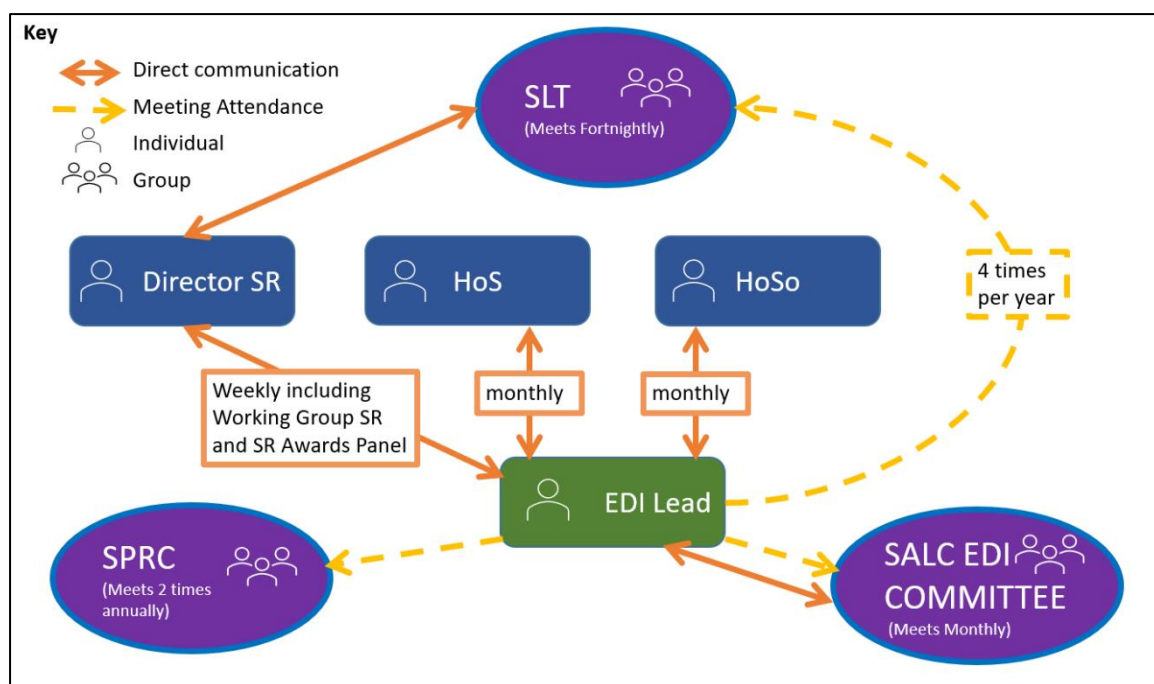 Key
Direct communication
Meeting Attendance
Individual
Group
SLT
(Meets Fortnightly)
Director SR
HoS
HoSo
4 times
per year
Weekly including
Working Group SR
and SR Awards Panel
monthly
monthly
EDI Lead
SPRC
(Meets 2 times
annually)
SALC EDI
COMMITTEE
(Meets Monthly)